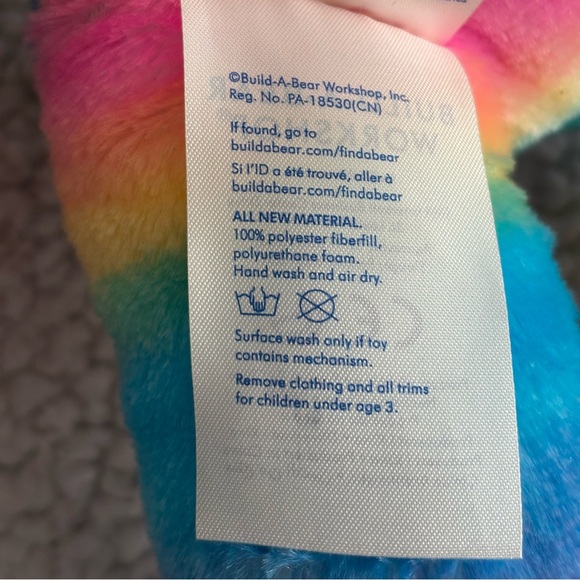 ©Build-A-Bear Workshop, Inc.
Reg. No. PA-18530(CN)
If found, go to
buildabear.com/findabear
Si l'ID a été trouvé, aller à
buildabear.com/findabear
ALL NEW MATERIAL.
100% polyester fiberfill,
polyurethane foam.
Hand wash and air dry.
Surface wash only if toy
contains mechanism.
Remove clothing and all trims
for children under age 3.